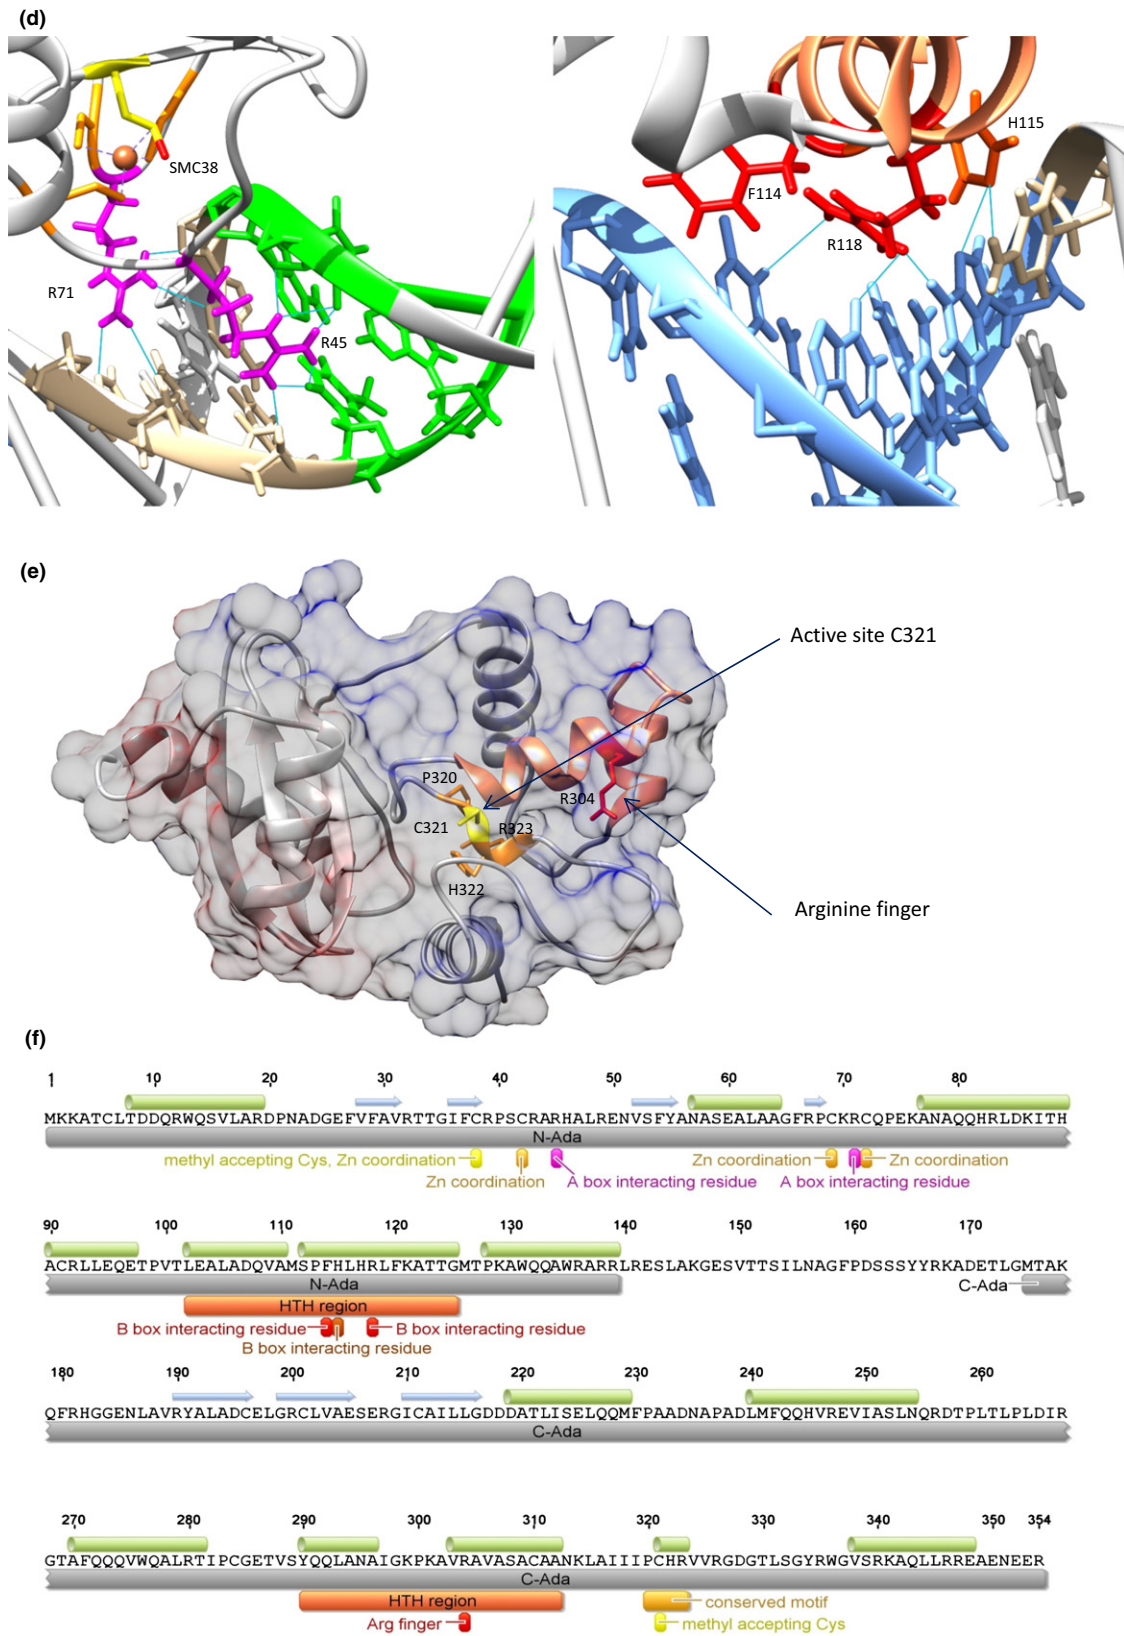 (d)
SMC38
R71
R45
H115
F114
R118
(e)
Active site C321
P320
R304
C321
R323
H322
Arginine finger
(f)
1 10 20 30 40 50 60 70 80
MKKATCLTDDQRWQSVLARDPNADGEFVFAVRTTGIFCRPSCRARHALRENVSFYANASEALAAGFRPCKRCQPEKANAQQHRLDKITH
N-Ada
methyl accepting Cys, Zn coordination
Zn coordination
Zn coordination
Zn coordination
A box interacting residue
A box interacting residue
90 100 110 120 130 140 150 160 170
ACRLLEQETPVTLEALADQVAMSPFHLHRLFKATTGMTPKAWQQAWRARRLRESLAKGESVTTSILNAGFPDSSSYYRKADETLGMTAK
N-Ada
C-Ada
HTH region
B box interacting residue
B box interacting residue
B box interacting residue
180 190 200 210 220 230 240 250 260
QFRHGGENLAVRYALADCELGRCLVAESERGICAILLGDDDATLISELQQMFPAADNAPADLMFQQHVREVIASLNQRDTPLTLPLDIR
C-Ada
270 280 290 300 310 320 330 340 350 354
GTAFQQQVWQALRTIPCGETVSYQQLANAIGKPKAVRAVASACAANKLAIIIPCHRVVRGDGTLSGYRWGVSRKAQLLRREAENEER
C-Ada
HTH region
conserved motif
Arg finger
methyl accepting Cys